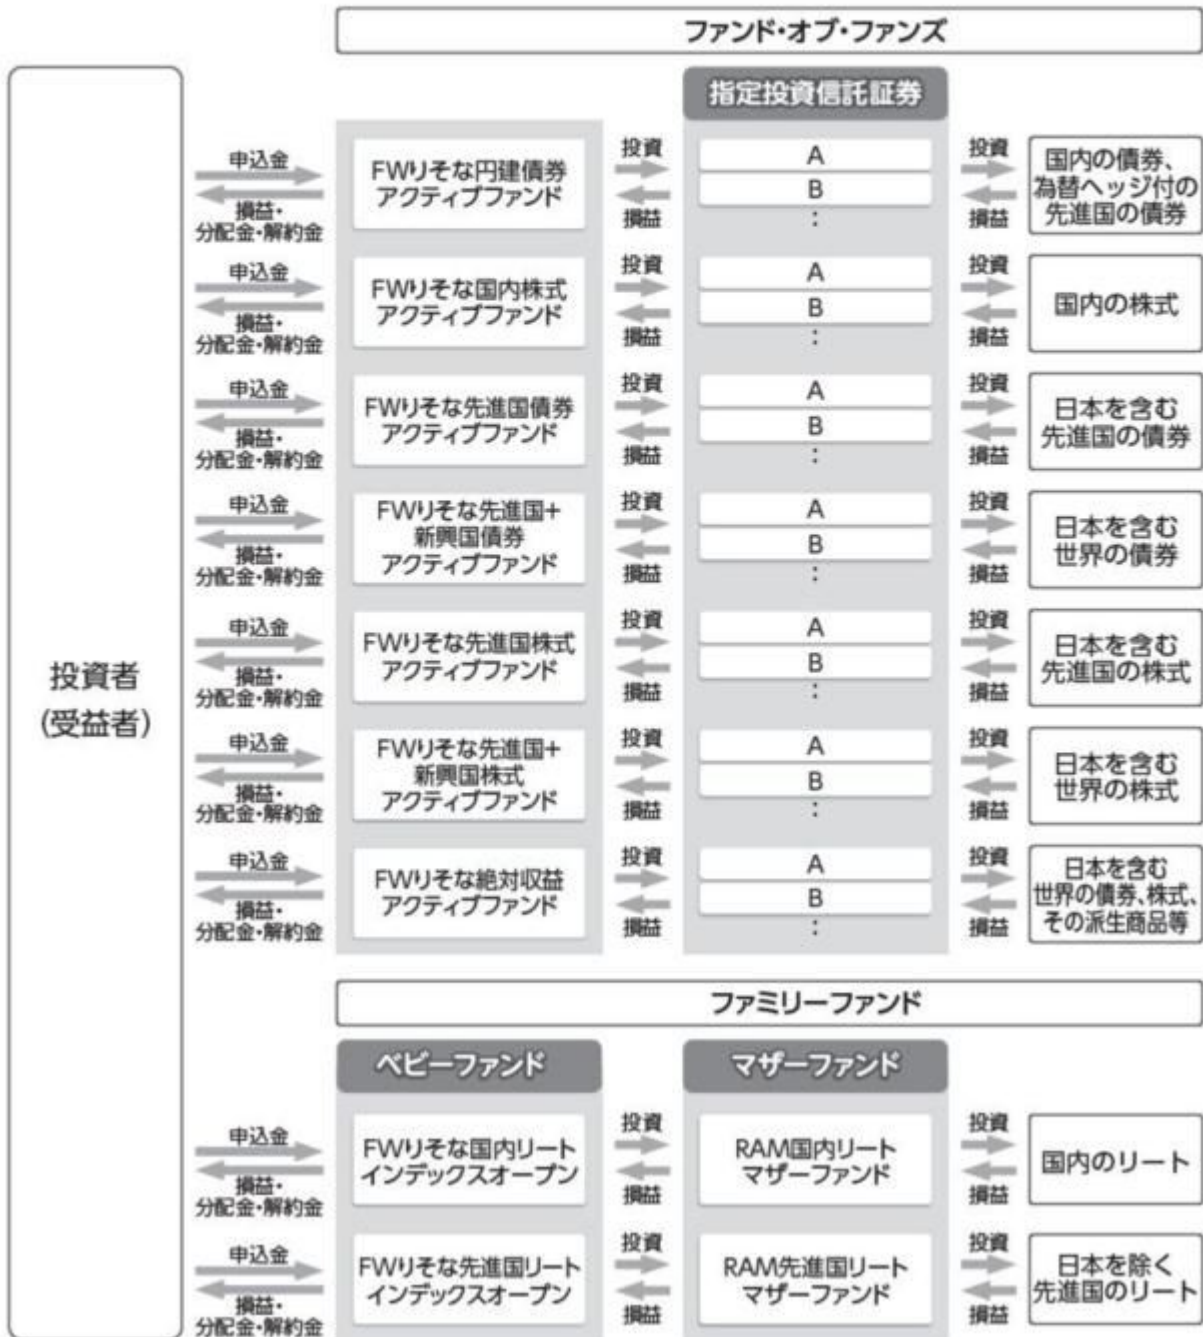 ファンド・オブ・ファンズ
指定投資信託証券
投資者
(受益者)
申込金
損益・
分配金・解約金
FWりそな円建債券
アクティブファンド
投資
損益
A
B
:
投資
損益
国内の債券、
為替ヘッジ付の
先進国の債券
申込金
損益・
分配金・解約金
FWりそな国内株式
アクティブファンド
投資
損益
A
B
:
投資
損益
国内の株式
申込金
損益・
分配金・解約金
FWりそな先進国債券
アクティブファンド
投資
損益
A
B
:
投資
損益
日本を含む
先進国の債券
申込金
損益・
分配金・解約金
FWりそな先進国+
新興国債券
アクティブファンド
投資
損益
A
B
:
投資
損益
日本を含む
世界の債券
申込金
損益・
分配金・解約金
FWりそな先進国株式
アクティブファンド
投資
損益
A
B
:
投資
損益
日本を含む
先進国の株式
申込金
損益・
分配金・解約金
FWりそな先進国+
新興国株式
アクティブファンド
投資
損益
A
B
:
投資
損益
日本を含む
世界の株式
申込金
損益・
分配金・解約金
FWりそな絶対収益
アクティブファンド
投資
損益
A
B
:
投資
損益
日本を含む
世界の債券、株式、
その派生商品等
ファミリーファンド
ベビーファンド
マザーファンド
申込金
損益・
分配金・解約金
FWりそな国内リート
インデックスオープン
投資
損益
RAM国内リート
マザーファンド
投資
損益
国内のリート
申込金
損益・
分配金・解約金
FWりそな先進国リート
インデックスオープン
投資
損益
RAM先進国リート
マザーファンド
投資
損益
日本を除く
先進国のリート